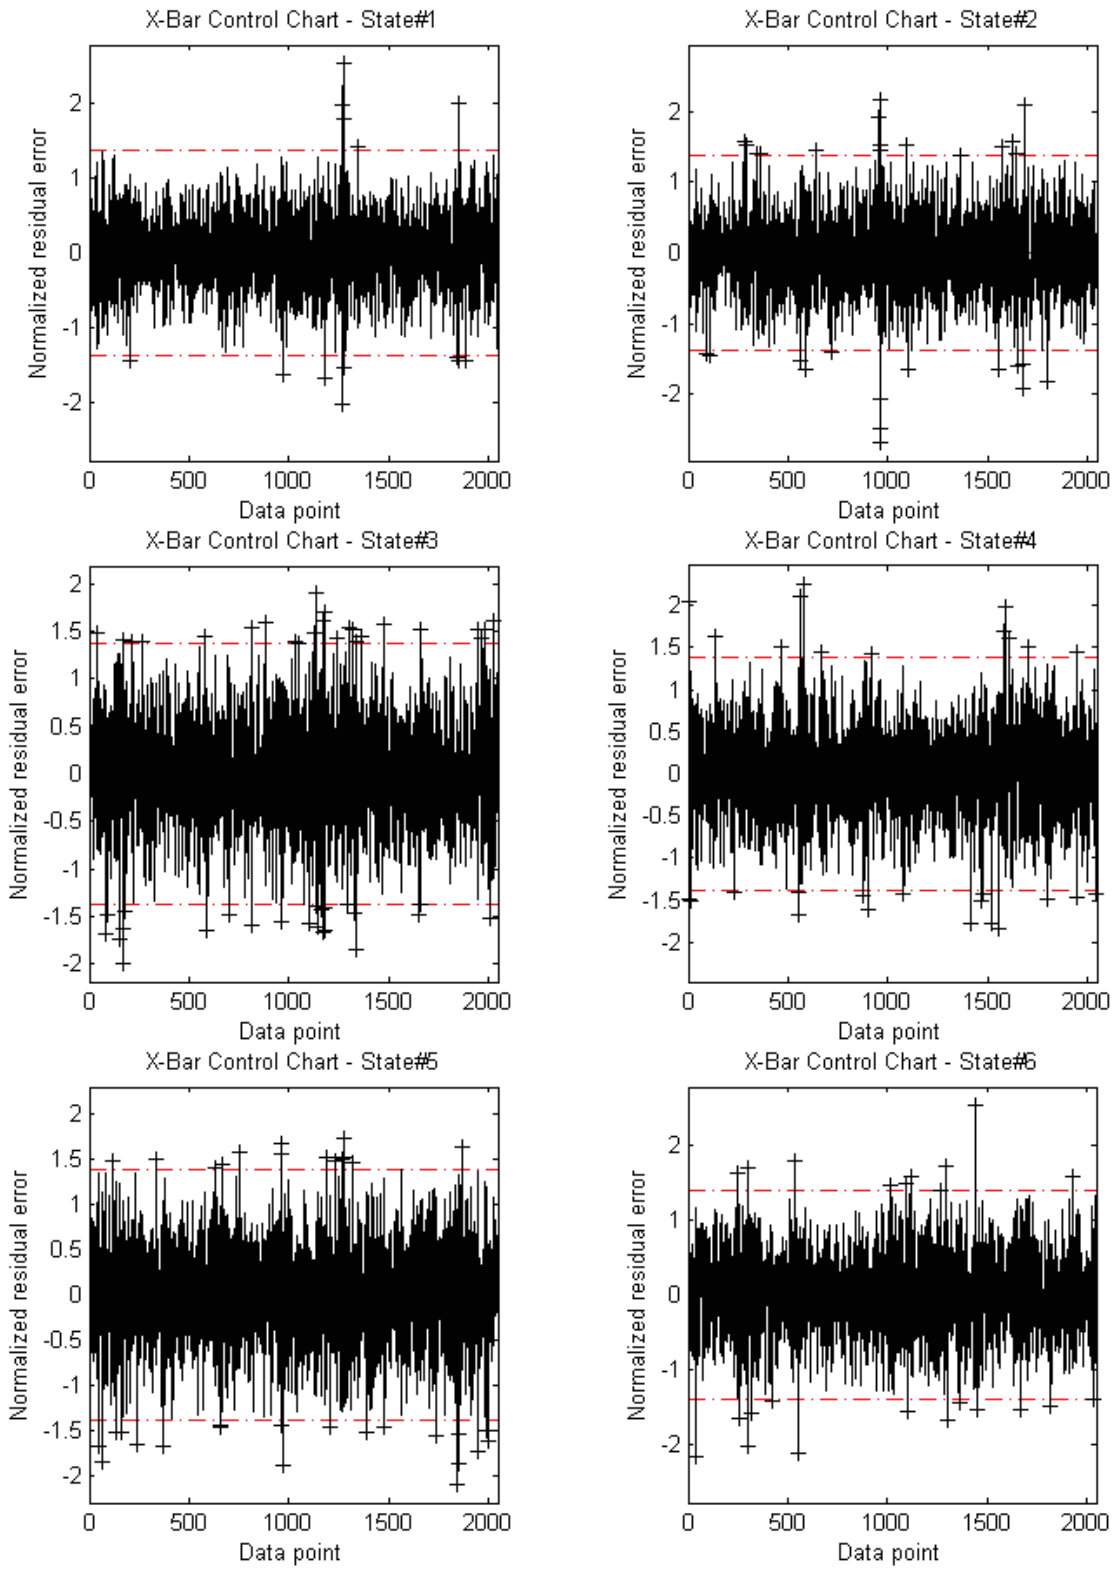 X-Bar Control Chart - State#1
Normalized residual error
2
1
0
-1
-2
0 500 1000 1500 2000
Data point
X-Bar Control Chart - State#2
Normalized residual error
2
1
0
-1
-2
0 500 1000 1500 2000
Data point
X-Bar Control Chart - State#3
Normalized residual error
2
1.5
1
0.5
0
-0.5
-1
-1.5
-2
0 500 1000 1500 2000
Data point
X-Bar Control Chart - State#4
Normalized residual error
2
1.5
1
0.5
0
-0.5
-1
-1.5
-2
0 500 1000 1500 2000
Data point
X-Bar Control Chart - State#5
Normalized residual error
2
1.5
1
0.5
0
-0.5
-1
-1.5
-2
0 500 1000 1500 2000
Data point
X-Bar Control Chart - State#6
Normalized residual error
2
1
0
-1
-2
0 500 1000 1500 2000
Data point